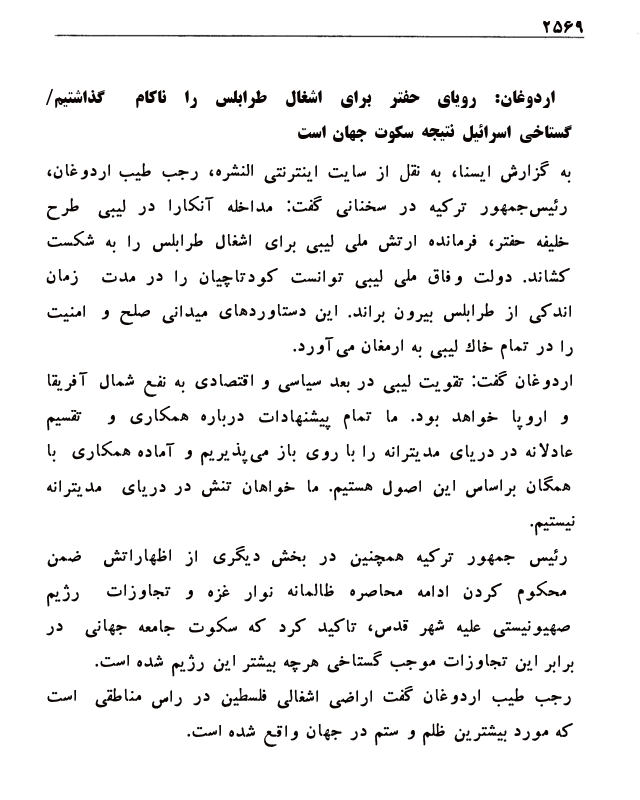 ۲۵۶۹
اردوغان: رویای حفتر برای اشغال طرابلس را ناکام گذاشتیم/
گستاخی اسرائیل نتیجه سکوت جهان است
به گزارش ایسنا، به نقل از سایت اینترنتی النشره، رجب طیب اردوغان،
رئیس‌جمهور ترکیه در سخنانی گفت: مداخله آنکارا در لیبی طرح
خلیفه حفتر، فرمانده ارتش ملی لیبی برای اشغال طرابلس را به شکست
کشاند. دولت وفاق ملی لیبی توانست کودتاچیان را در مدت زمان
اندکی از طرابلس بیرون براند. این دستاوردهای میدانی صلح و امنیت
را در تمام خاك لیبی به ارمغان می‌آورد.
اردوغان گفت: تقویت لیبی در بعد سیاسی و اقتصادی به نفع شمال آفریقا
و اروپا خواهد بود. ما تمام پیشنهادات درباره همکاری و تقسیم
عادلانه در دریای مدیترانه را با روی باز می‌پذیریم و آماده همکاری با
همگان براساس این اصول هستیم. ما خواهان تنش در دریای مدیترانه
نیستیم.
رئیس جمهور ترکیه همچنین در بخش دیگری از اظهاراتش ضمن
محکوم کردن ادامه محاصره ظالمانه نوار غزه و تجاوزات رژیم
صهیونیستی علیه شهر قدس، تاکید کرد که سکوت جامعه جهانی در
برابر این تجاوزات موجب گستاخی هرچه بیشتر این رژیم شده است.
رجب طیب اردوغان گفت اراضی اشغالی فلسطین در راس مناطقی است
که مورد بیشترین ظلم و ستم در جهان واقع شده است.